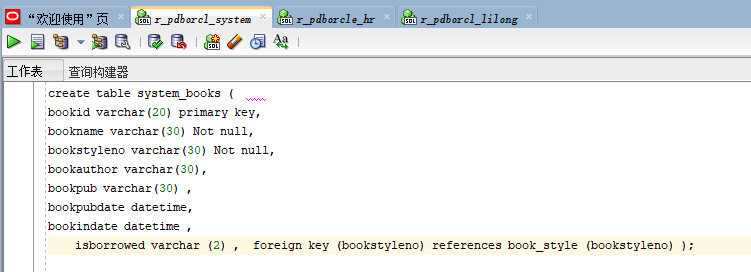 “欢迎使用”页 r_pdborcl_system r_pdborcle_hr r_pdborcl_lilong
SQL Aa
工作表 查询构建器
create table system_books (
bookid varchar(20) primary key,
bookname varchar(30) Not null,
bookstyleno varchar(30) Not null,
bookauthor varchar(30),
bookpub varchar(30) ,
bookpubdate datetime,
bookindate datetime ,
isborrowed varchar (2) , foreign key (bookstyleno) references book_style (bookstyleno) );